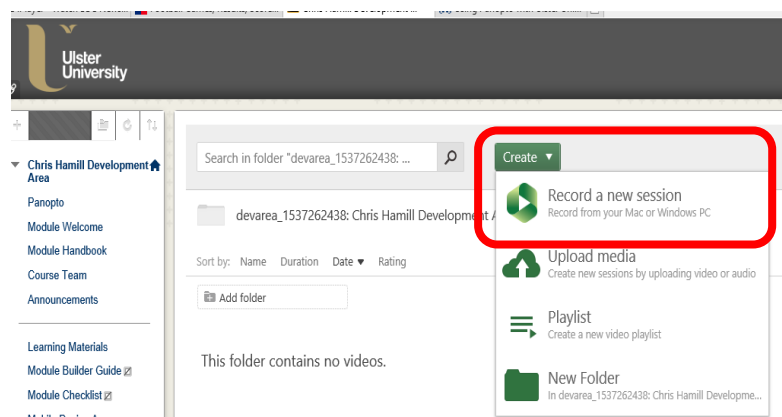 Ulster
University
Chris Hamill Development
Area
Panopto
Module Welcome
Module Handbook
Course Team
Announcements
Learning Materials
Module Builder Guide
Module Checklist
Search in folder "devarea_1537262438: ...
Create ▼
devarea_1537262438: Chris Hamill Development A
Sort by: Name Duration Date ▼ Rating
Add folder
This folder contains no videos.
Record a new session
Record from your Mac or Windows PC
Upload media
Create new sessions by uploading video or audio
Playlist
Create a new video playlist
New Folder
In devarea_1537262438: Chris Hamill Developme...